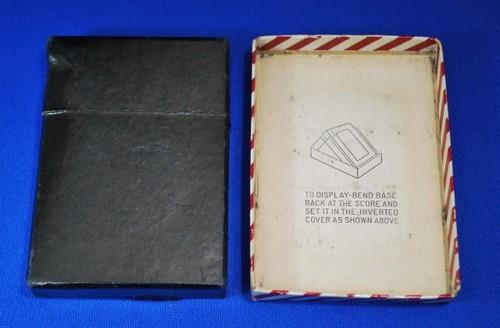 TO DISPLAY-BEND BASE
BACK AT THE SCORE AND
SET IT IN THE, INVERTED
COVER AS SHOWN ABOVE